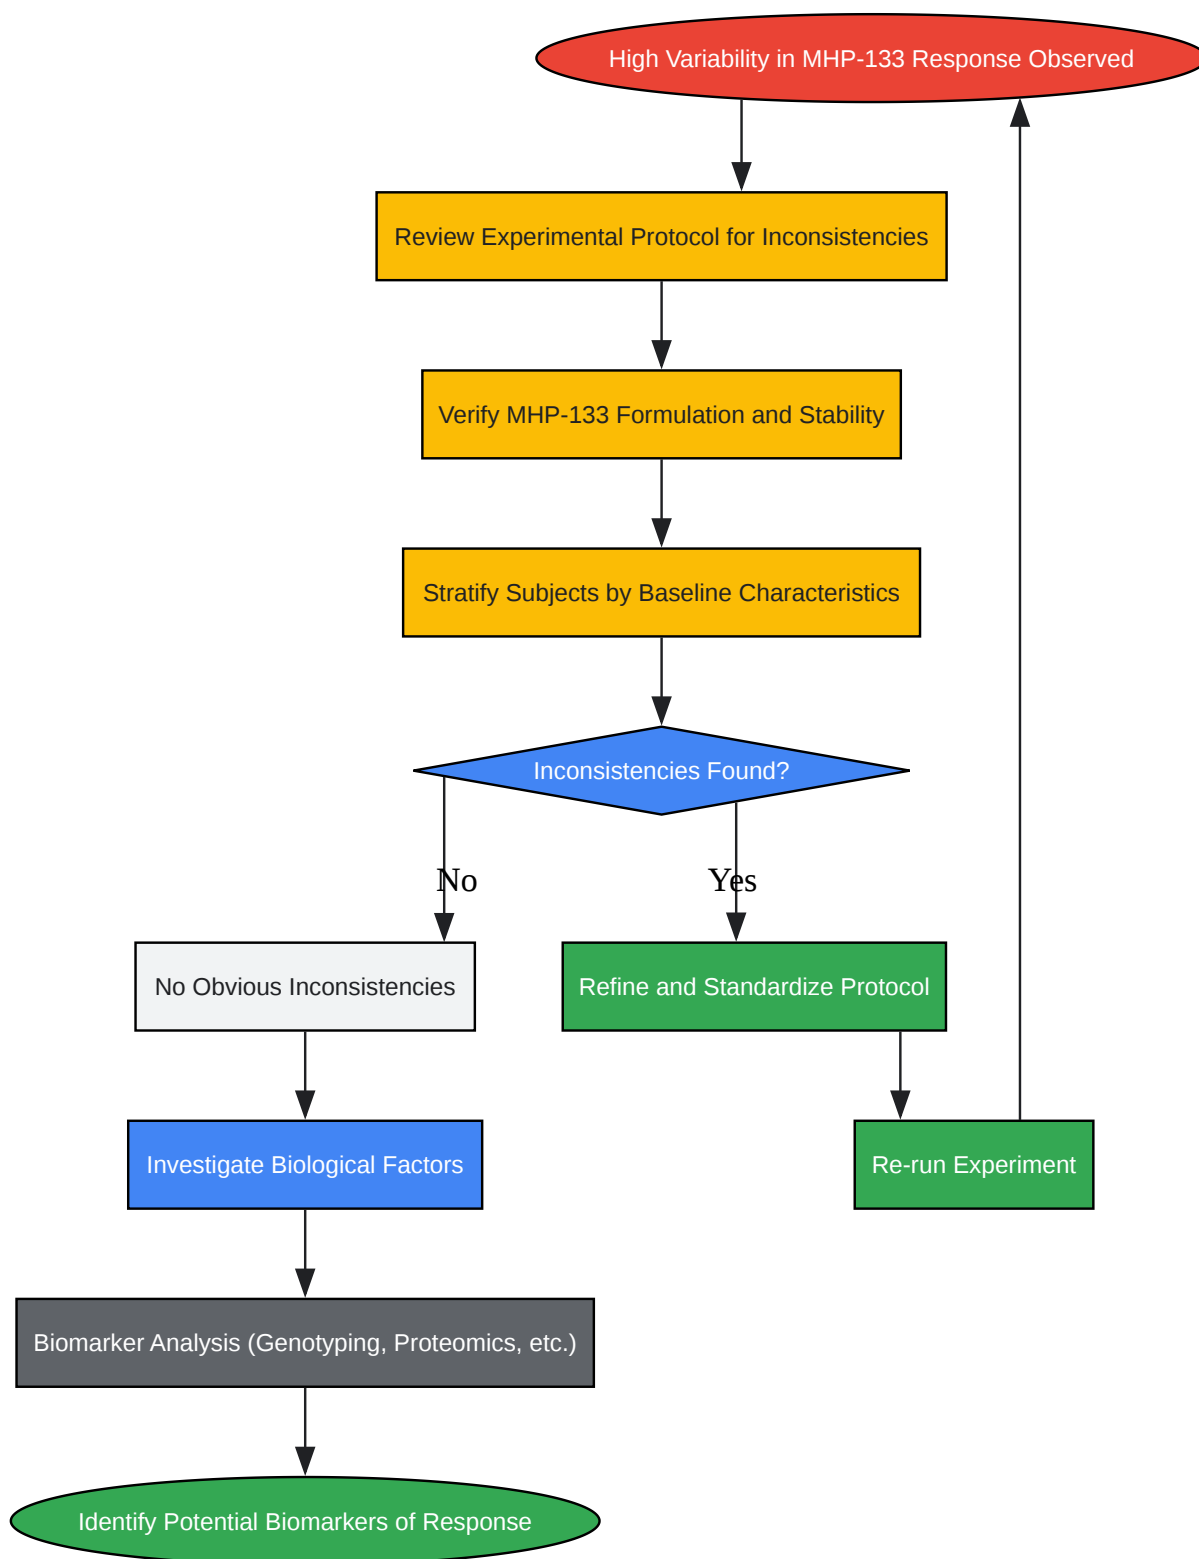 High Variability in MHP-133 Response Observed
Review Experimental Protocol for Inconsistencies
Verify MHP-133 Formulation and Stability
Stratify Subjects by Baseline Characteristics
Inconsistencies Found?
No
Yes
No Obvious Inconsistencies
Refine and Standardize Protocol
Investigate Biological Factors
Re-run Experiment
Biomarker Analysis (Genotyping, Proteomics, etc.)
Identify Potential Biomarkers of Response